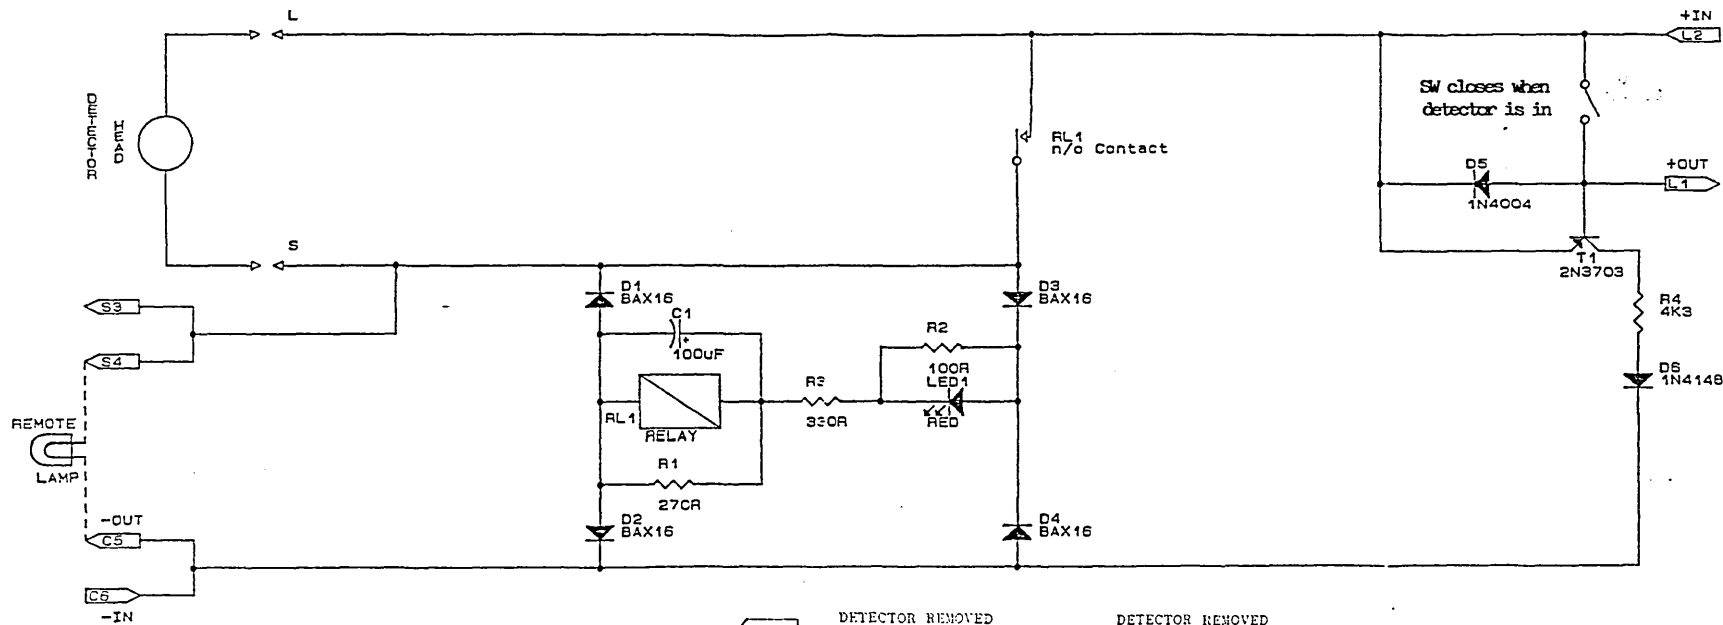 L
+IN
L2
DETECTOR
HEAD
SW closes when
detector is in
RL1
n/o Contact
D5
1N4004
+OUT
L1
S
T1
2N3703
D1
BAX16
D3
BAX16
S3
C1
+
100uF
R2
100R
R4
4K3
S4
RL1
RELAY
R3
330R
LED1
RED
D6
1N4148
REMOTE
LAMP
R1
270R
-OUT
C5
D2
BAX16
D4
BAX16
C6
-IN
DETECTOR REMOVED
DETECTOR REMOVED